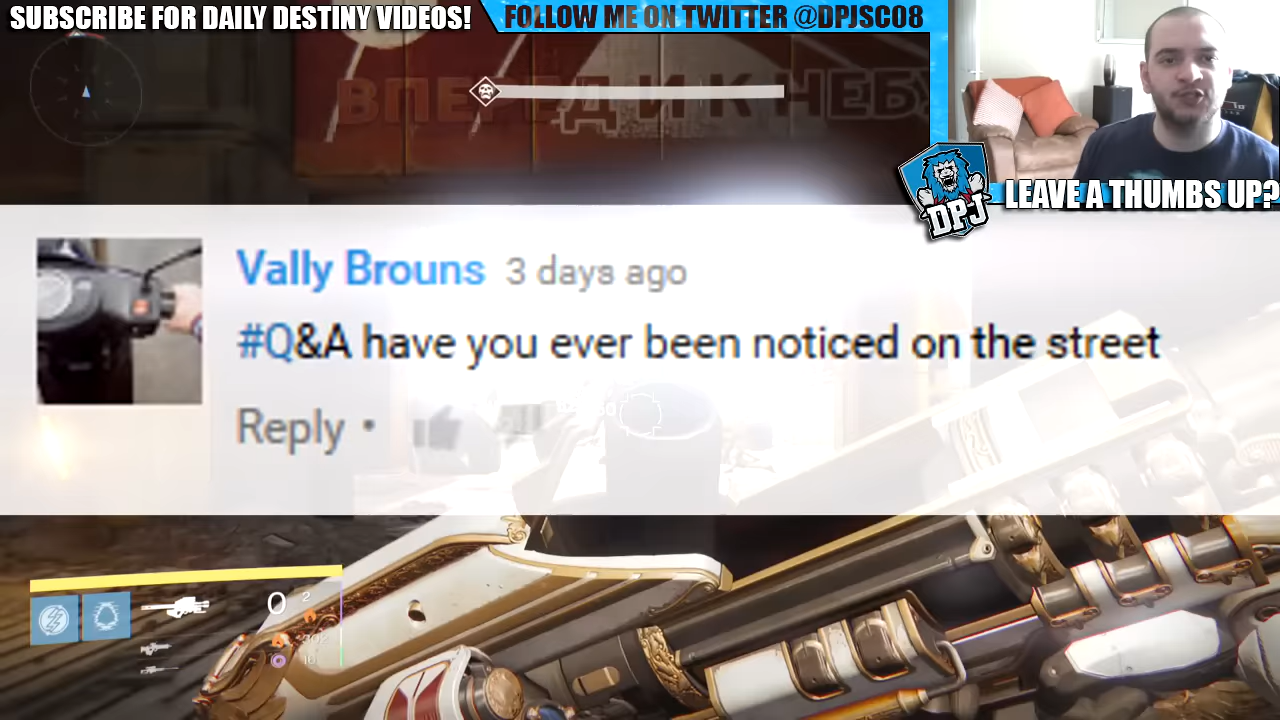 SUBSCRIBE FOR DAILY DESTINY VIDEOS!
FOLLOW ME ON TWITTER @DPJSC08
ВПЕРЕД И К НЕБУ
DPJ
LEAVE A THUMBS UP?
Vally Brouns 3 days ago
#Q&A have you ever been noticed on the street
Reply •
0 2